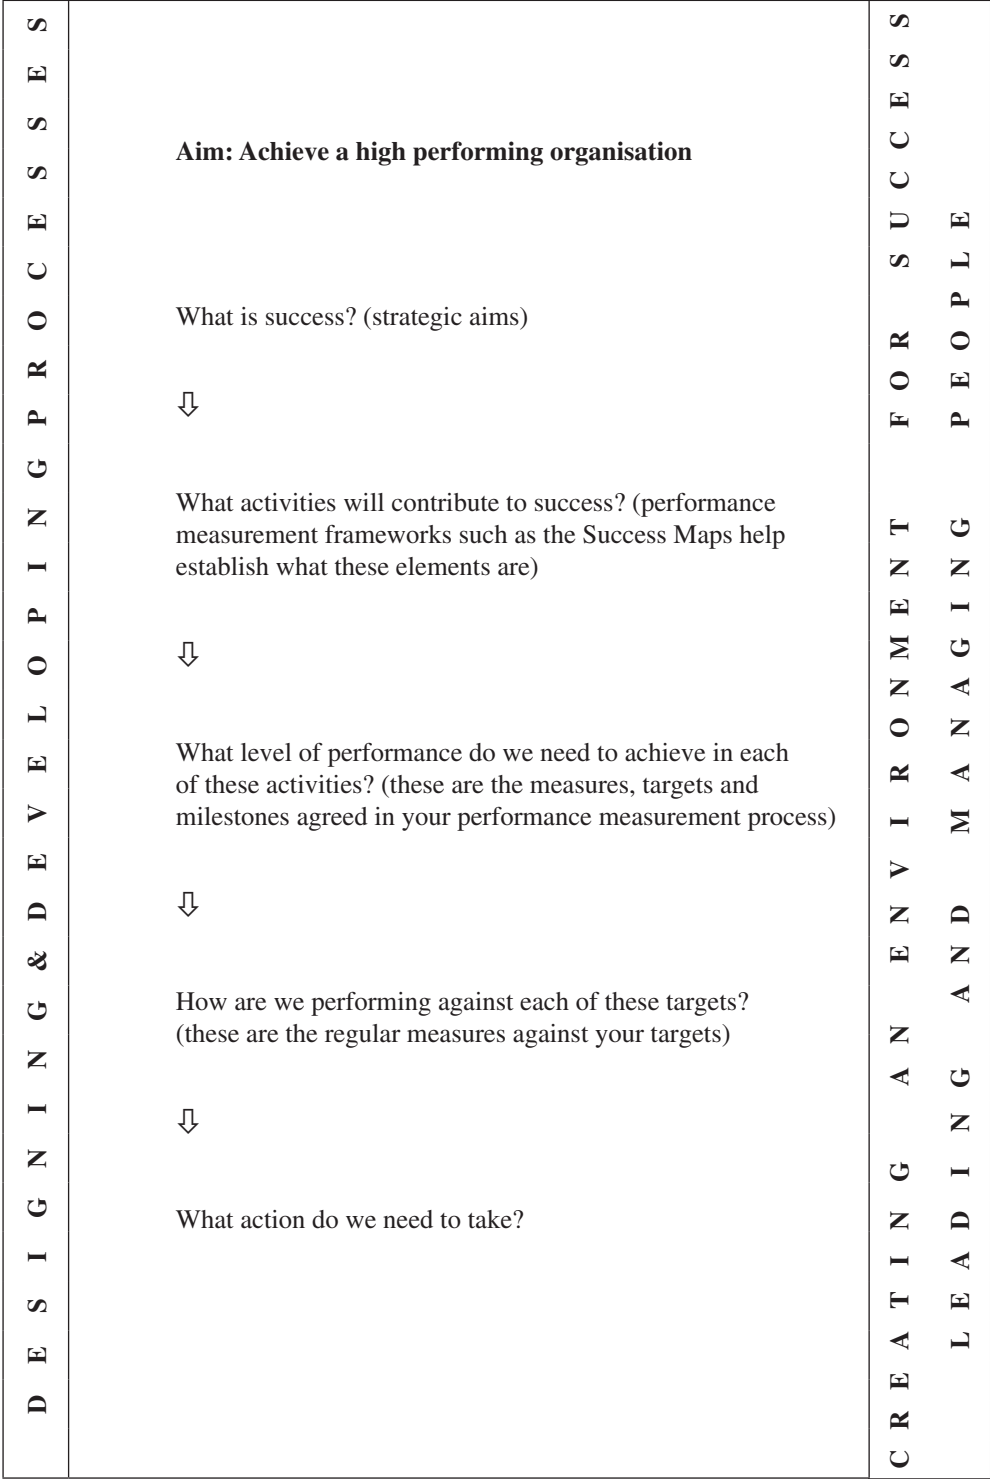 DESIGNING & DEVELOPING PROCESSES
Aim: Achieve a high performing organisation
What is success? (strategic aims)
⇩
What activities will contribute to success? (performance
measurement frameworks such as the Success Maps help
establish what these elements are)
⇩
What level of performance do we need to achieve in each
of these activities? (these are the measures, targets and
milestones agreed in your performance measurement process)
⇩
How are we performing against each of these targets?
(these are the regular measures against your targets)
⇩
What action do we need to take?
CREATING AN ENVIRONMENT FOR SUCCESS
LEADING AND MANAGING PEOPLE